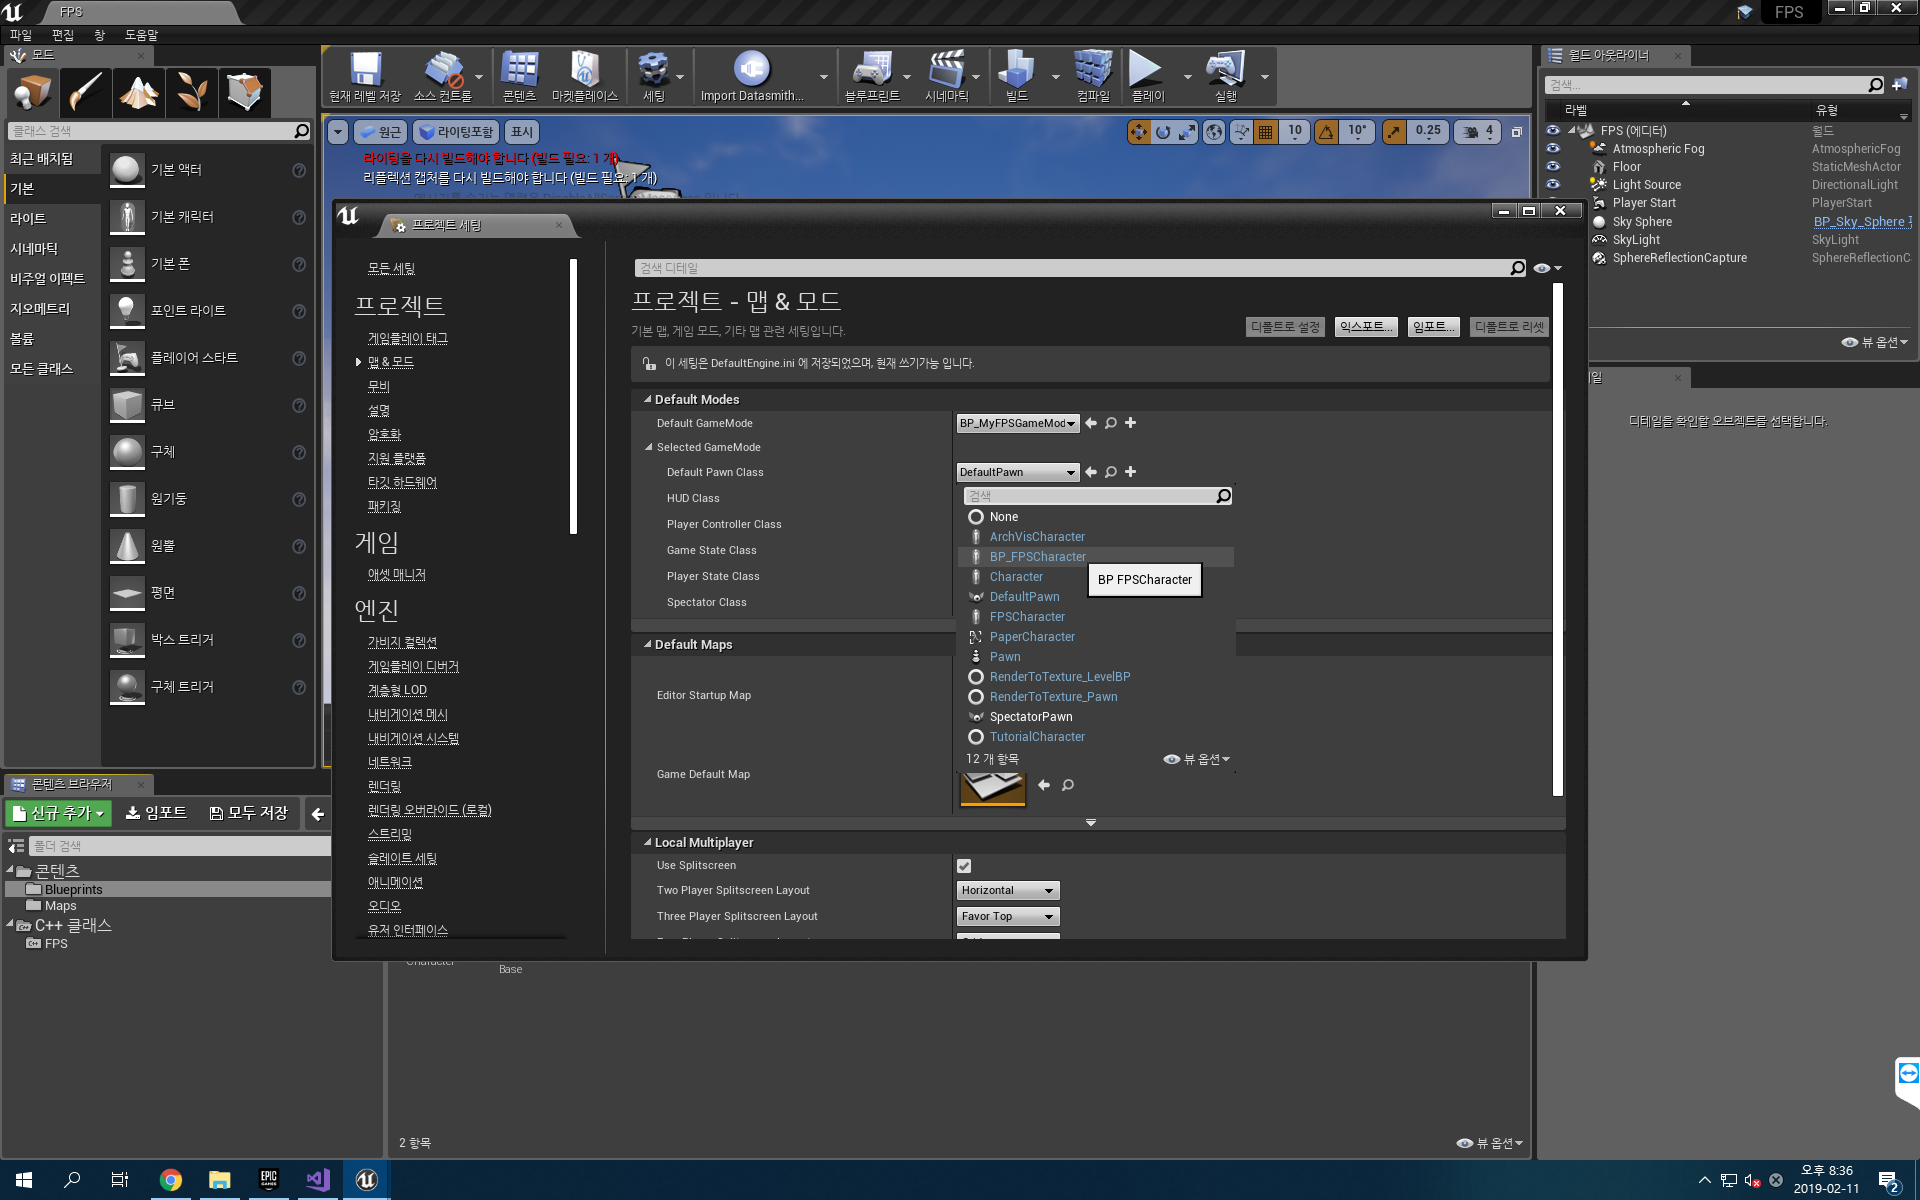 FPS
FPS
파일 편집 창 도움말
모드
클래스 검색
최근 배치됨
기본
라이트
시네마틱
비주얼 이펙트
지오메트리
볼륨
모든 클래스
기본 액터
기본 캐릭터
기본 폰
포인트 라이트
플레이어 스타트
큐브
구체
원기둥
원뿔
평면
박스 트리거
구체 트리거
현재 레벨 저장
소스 컨트롤
콘텐츠
마켓플레이스
세팅
Import Datasmith...
블루프린트
시네마틱
빌드
컴파일
플레이
실행
원근
라이팅포함
표시
10
10°
0.25
4
라이팅을 다시 빌드해야 합니다 (빌드 필요: 1 개)
리플렉션 캡처를 다시 빌드해야 합니다 (빌드 필요: 1 개)
월드 아웃라이너
검색...
라벨 유형
FPS (에디터) 월드
Atmospheric Fog AtmosphericFog
Floor StaticMeshActor
Light Source DirectionalLight
Player Start PlayerStart
Sky Sphere BP_Sky_Sphere
SkyLight SkyLight
SphereReflectionCapture SphereReflectionC
뷰 옵션
일
디테일을 확인할 오브젝트를 선택합니다.
프로젝트 세팅
모든 세팅
프로젝트
게임플레이 태그
맵 & 모드
무비
설명
암호화
지원 플랫폼
타깃 하드웨어
패키징
게임
애셋 매니저
엔진
가비지 컬렉션
게임플레이 디버거
계층형 LOD
내비게이션 메시
내비게이션 시스템
네트워크
렌더링
렌더링 오버라이드 (로컬)
스트리밍
슬레이트 세팅
애니메이션
오디오
유저 인터페이스
검색 디테일
프로젝트 - 맵 & 모드
기본 맵, 게임 모드, 기타 맵 관련 세팅입니다.
디폴트로 설정
익스포트...
임포트...
디폴트로 리셋
이 세팅은 DefaultEngine.ini 에 저장되었으며, 현재 쓰기가능 입니다.
Default Modes
Default GameMode BP_MyFPSGameMod
Selected GameMode
Default Pawn Class DefaultPawn
HUD Class
Player Controller Class
Game State Class
Player State Class
Spectator Class
검색
None
ArchVisCharacter
BP_FPSCharacter
Character
DefaultPawn
FPSCharacter
PaperCharacter
Pawn
RenderToTexture_LevelBP
RenderToTexture_Pawn
SpectatorPawn
TutorialCharacter
12 개 항목
뷰 옵션
BP FPSCharacter
Default Maps
Editor Startup Map
Game Default Map
Local Multiplayer
Use Splitscreen
Two Player Splitscreen Layout Horizontal
Three Player Splitscreen Layout Favor Top
콘텐츠 브라우저
신규 추가
임포트
모두 저장
폴더 검색
콘텐츠
Blueprints
Maps
C++ 클래스
FPS
Character
Base
2 항목
뷰 옵션
EPIC
GAMES
오후 8:36
2019-02-11
2